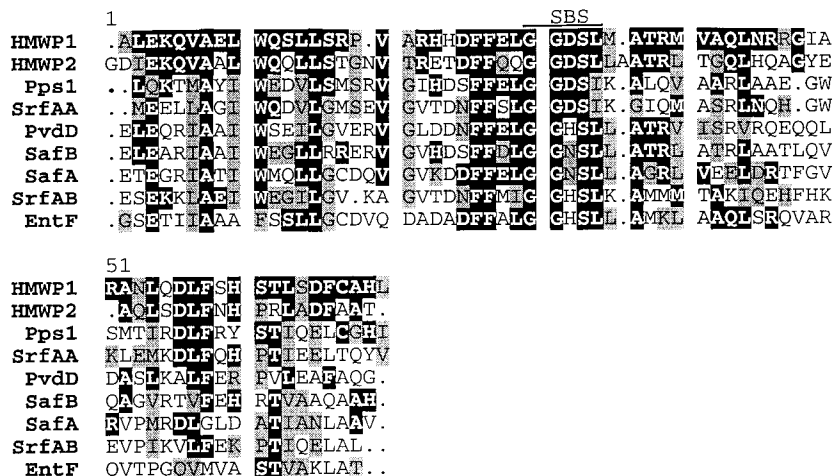 1 SBS
HMWP1 .ALEKQVAEL WQSLLSRP.V ARHHDFFELG GDSLM.ATRM VAQLNRRGIA
HMWP2 GDIEKQVAAL WQQLLSTGNV TRETDFFQQG GDSLLAATRL TGQLHQAGYE
Pps1 ..LQKTMAYI WEDVLSMSRV GIHDSFFELG GDSIK.ALQV AARLAAE.GW
SrfAA ..MEELLAGI WQDVLGMSEV GVTDNFFSLG GDSIK.GIQM ASRLNQH.GW
PvdD .ELEQRIAAI WSEILGVERV GLDDNFFELG GHSLL.ATRV ISRVRQEQQL
SafB .ELEARIAAI WEGLLRRERV GVHDSFFDLG GNSLL.ATRL ATRLAATLQV
SafA .ETEGRIATI WMQLLGCDQV GVKDDFFELG GNSLL.AGRL VEELDRTFGV
SrfAB .ESEKKLAEI WEGILGV.KA GVTDNFFMIG GHSLKAMMM TAKIQEHFHK
EntF .GSETIIAAA FSSLLGCDVQ DADADFFALG GHSLL.AMKL AAQLSRQVAR
51
HMWP1 RANLQDLFSH STLSDFCAHL
HMWP2 .AQLSDLFNH PRLADFAAT.
Pps1 SMTIRDLFRY STIQELCGHI
SrfAA KLEMKDLFQH PTIEELTQYV
PvdD DASLKALFER PVLEAFAQG.
SafB QAGVRTVFEH RTVAAQAAH.
SafA RVPMRDLGLD ATIANLAAV.
SrfAB EVPIKVLFEK PTIQELAL..
EntF QVTPGQVMVA STVAKLAT..